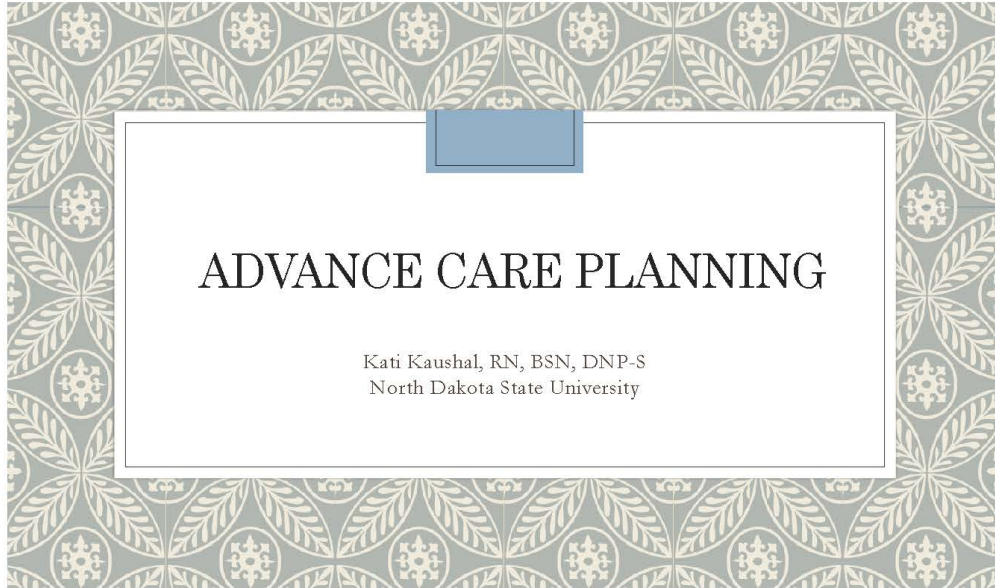 ADVANCE CARE PLANNING
Kati Kaushal, RN, BSN, DNP-S
North Dakota State University